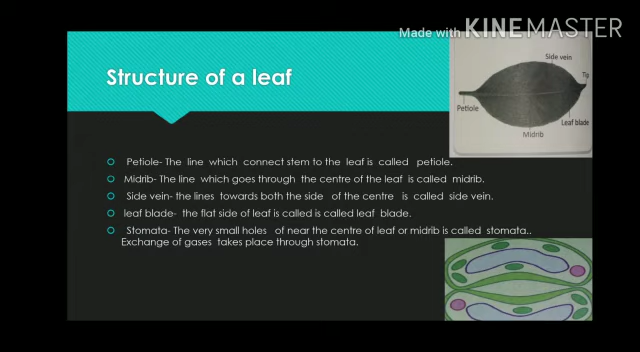 Made with KINEMASTER
Structure of a leaf
Side vein
Tip
Petiole
Leaf blade
Midrib
Petiole- The line which connect stem to the leaf is called petiole.
Midrib- The line which goes through the centre of the leaf is called midrib.
Side vein- the lines towards both the side of the centre is called side vein.
leaf blade- the flat side of leaf is called is called leaf blade.
Stomata- The very small holes of near the centre of leaf or midrib is called stomata..
Exchange of gases takes place through stomata.